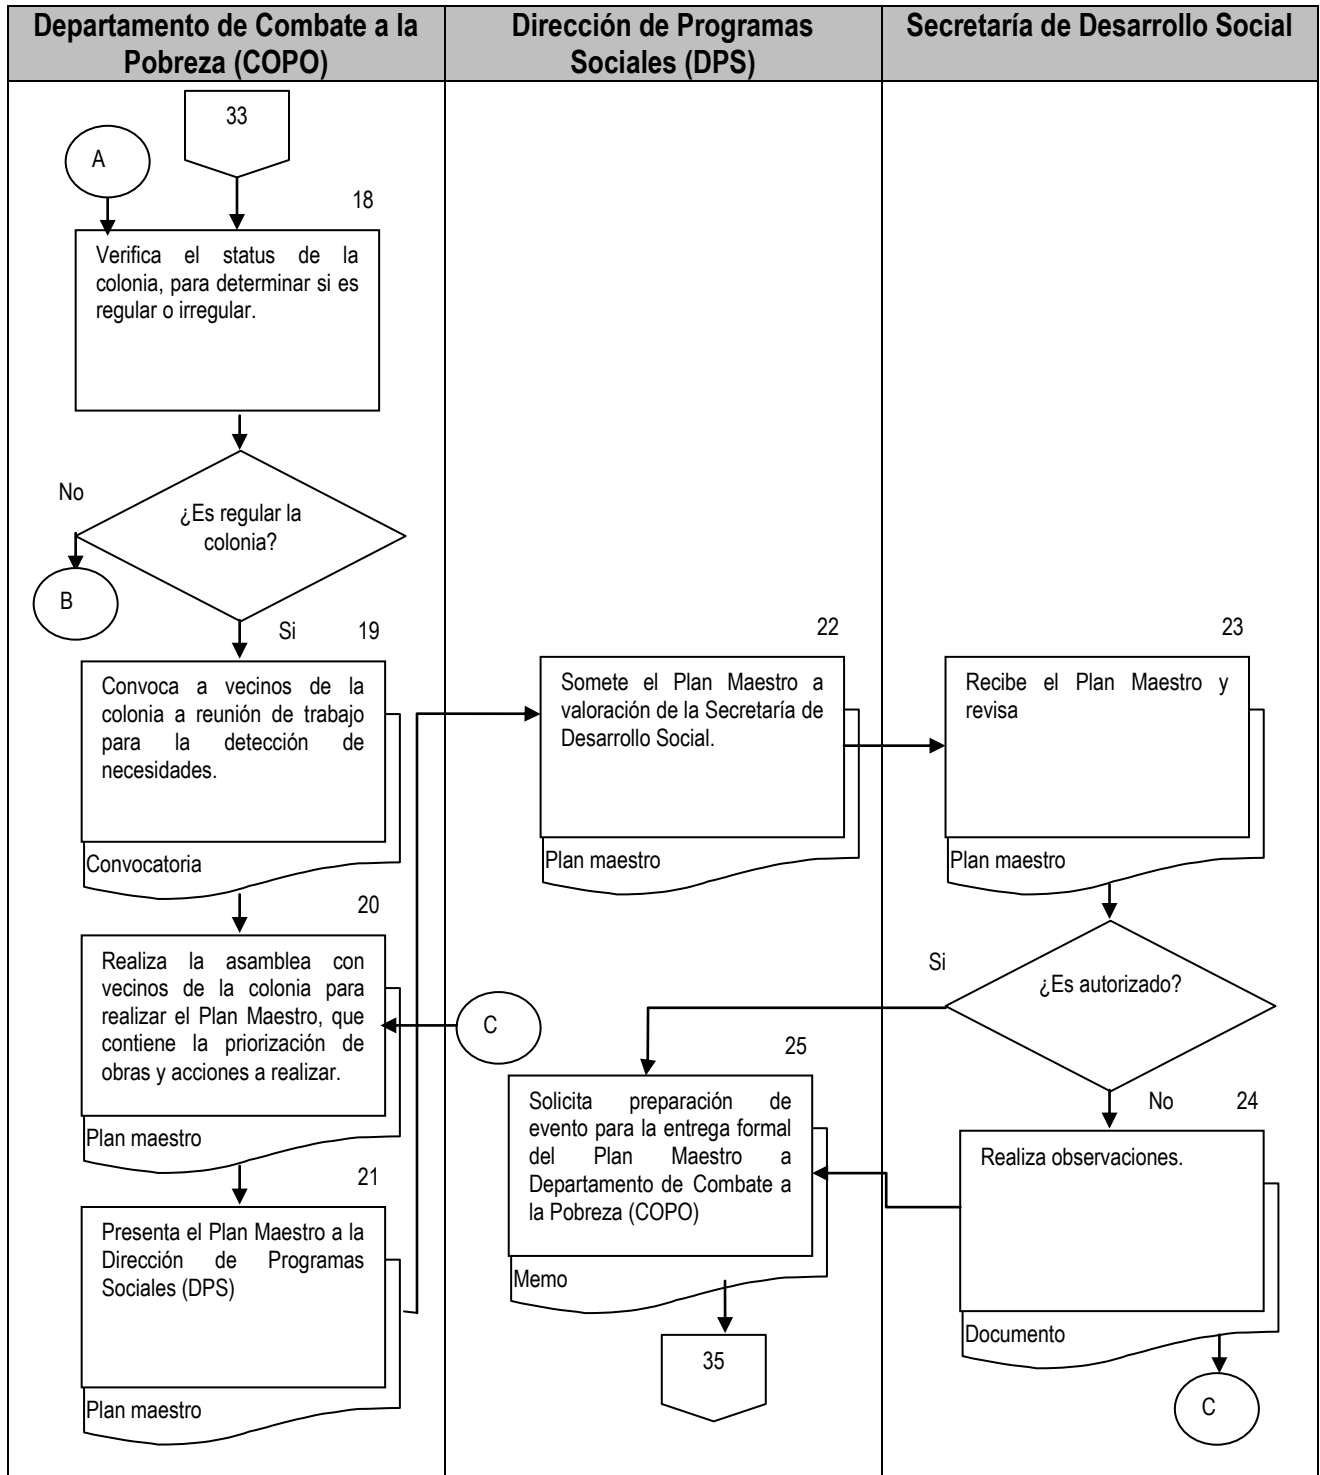 Departamento de Combate a la
Pobreza (COPO)
Dirección de Programas
Sociales (DPS)
Secretaría de Desarrollo Social
33
A
18
Verifica el status de la
colonia, para determinar si es
regular o irregular.
No
¿Es regular la
colonia?
B
Si
19
Convoca a vecinos de la
colonia a reunión de trabajo
para la detección de
necesidades.
Convocatoria
20
Realiza la asamblea con
vecinos de la colonia para
realizar el Plan Maestro, que
contiene la priorización de
obras y acciones a realizar.
Plan maestro
21
Presenta el Plan Maestro a la
Dirección de Programas
Sociales (DPS)
Plan maestro
22
Somete el Plan Maestro a
valoración de la Secretaría de
Desarrollo Social.
Plan maestro
C
25
Solicita preparación de
evento para la entrega formal
del Plan Maestro a
Departamento de Combate a
la Pobreza (COPO)
Memo
35
23
Recibe el Plan Maestro y
revisa
Plan maestro
Si
¿Es autorizado?
No
24
Realiza observaciones.
Documento
C